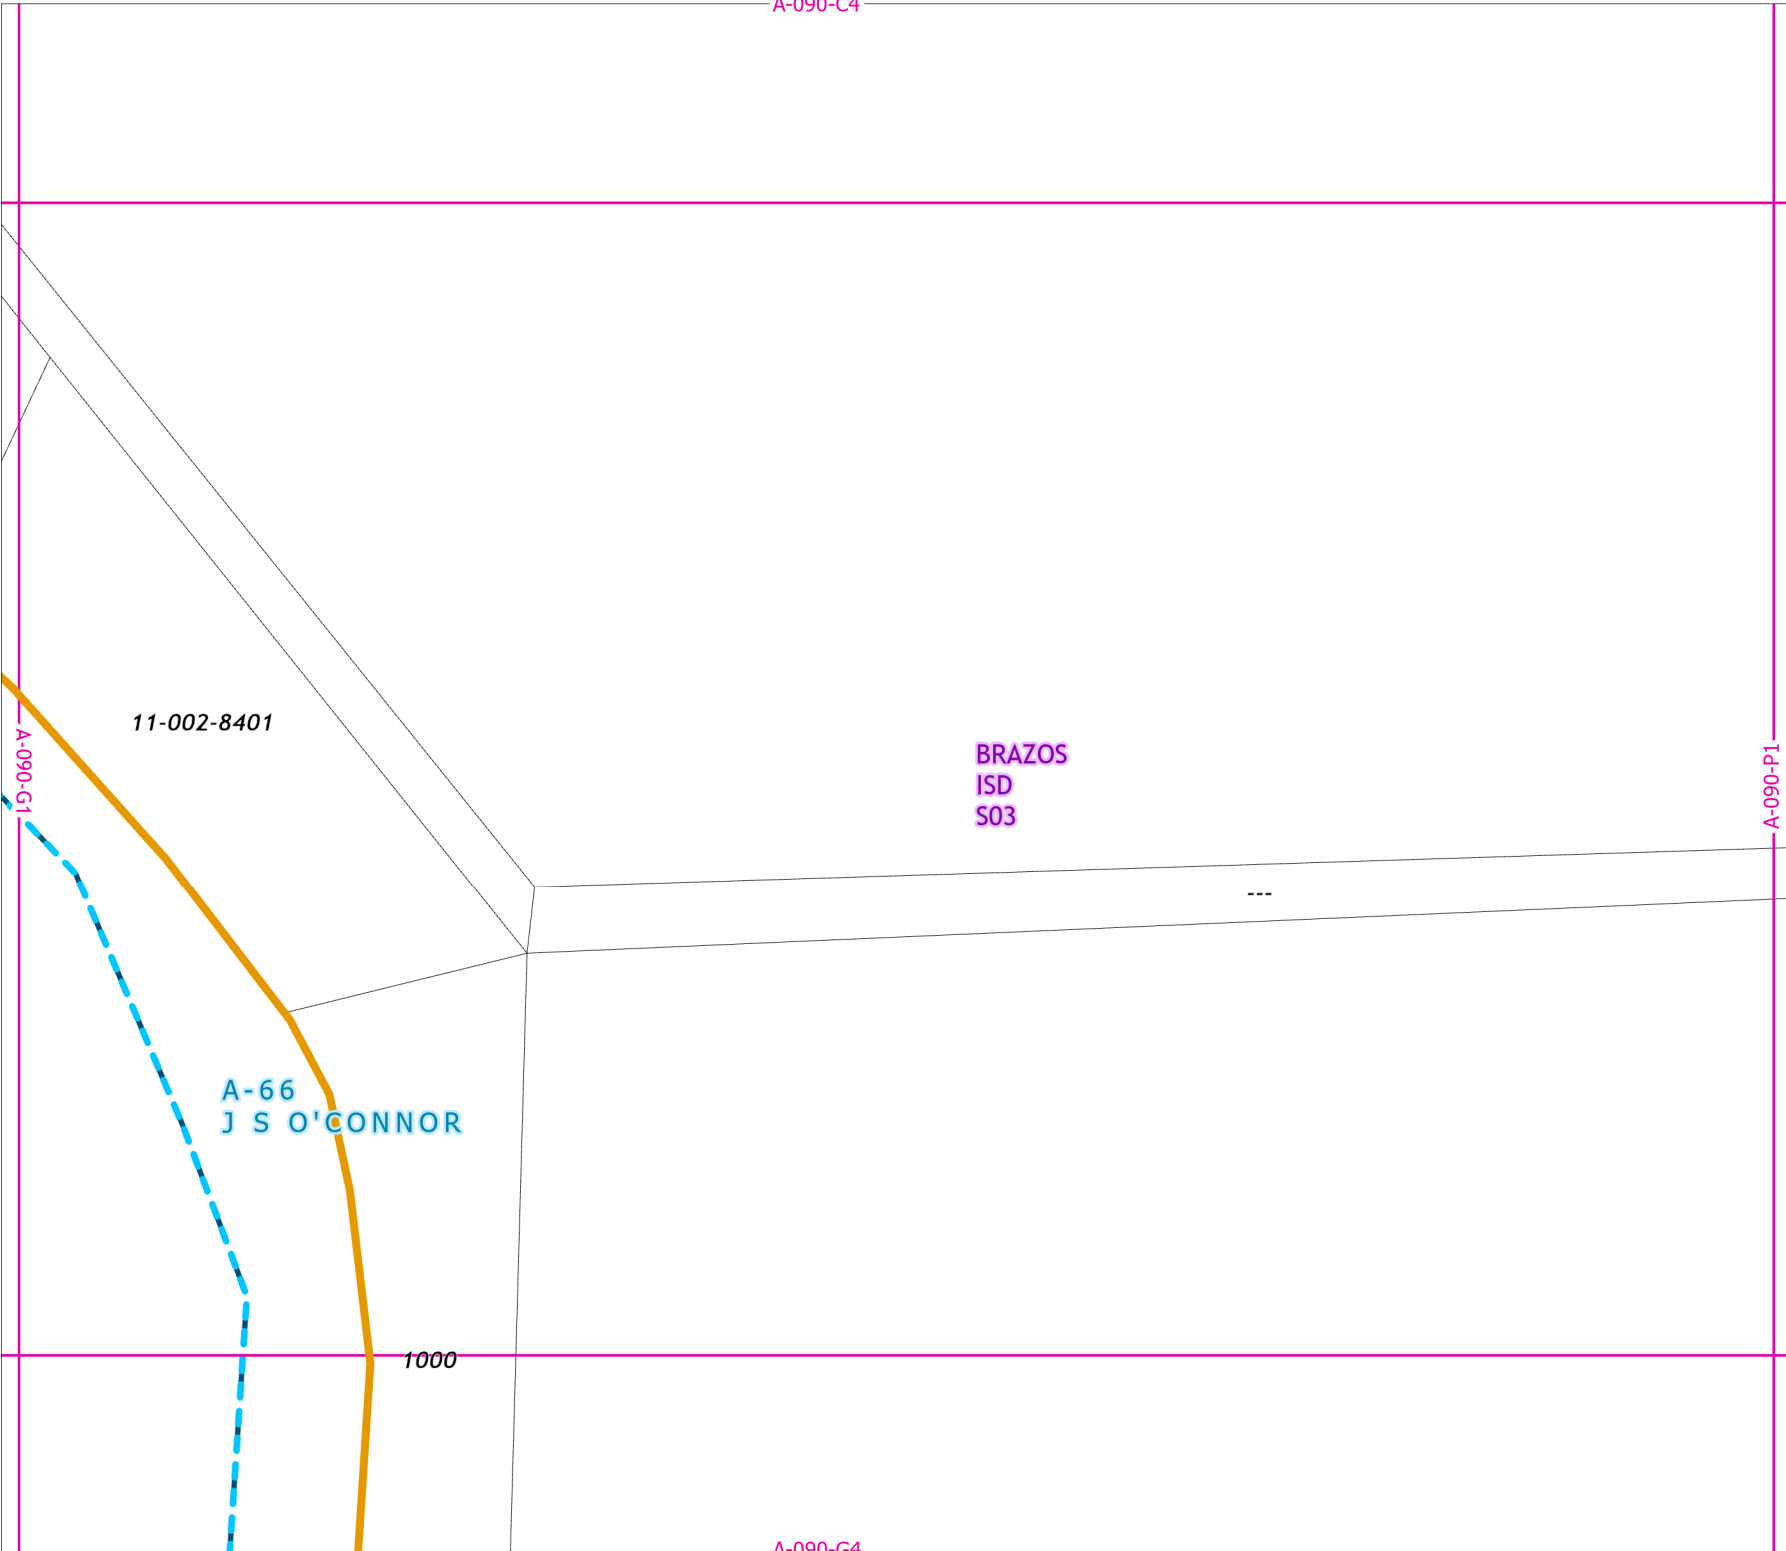 A-090-C4
11-002-8401
A-090-G1
BRAZOS
ISD
S03
A-090-P1
---
A-66
J S O'CONNOR
1000
A-090-G4